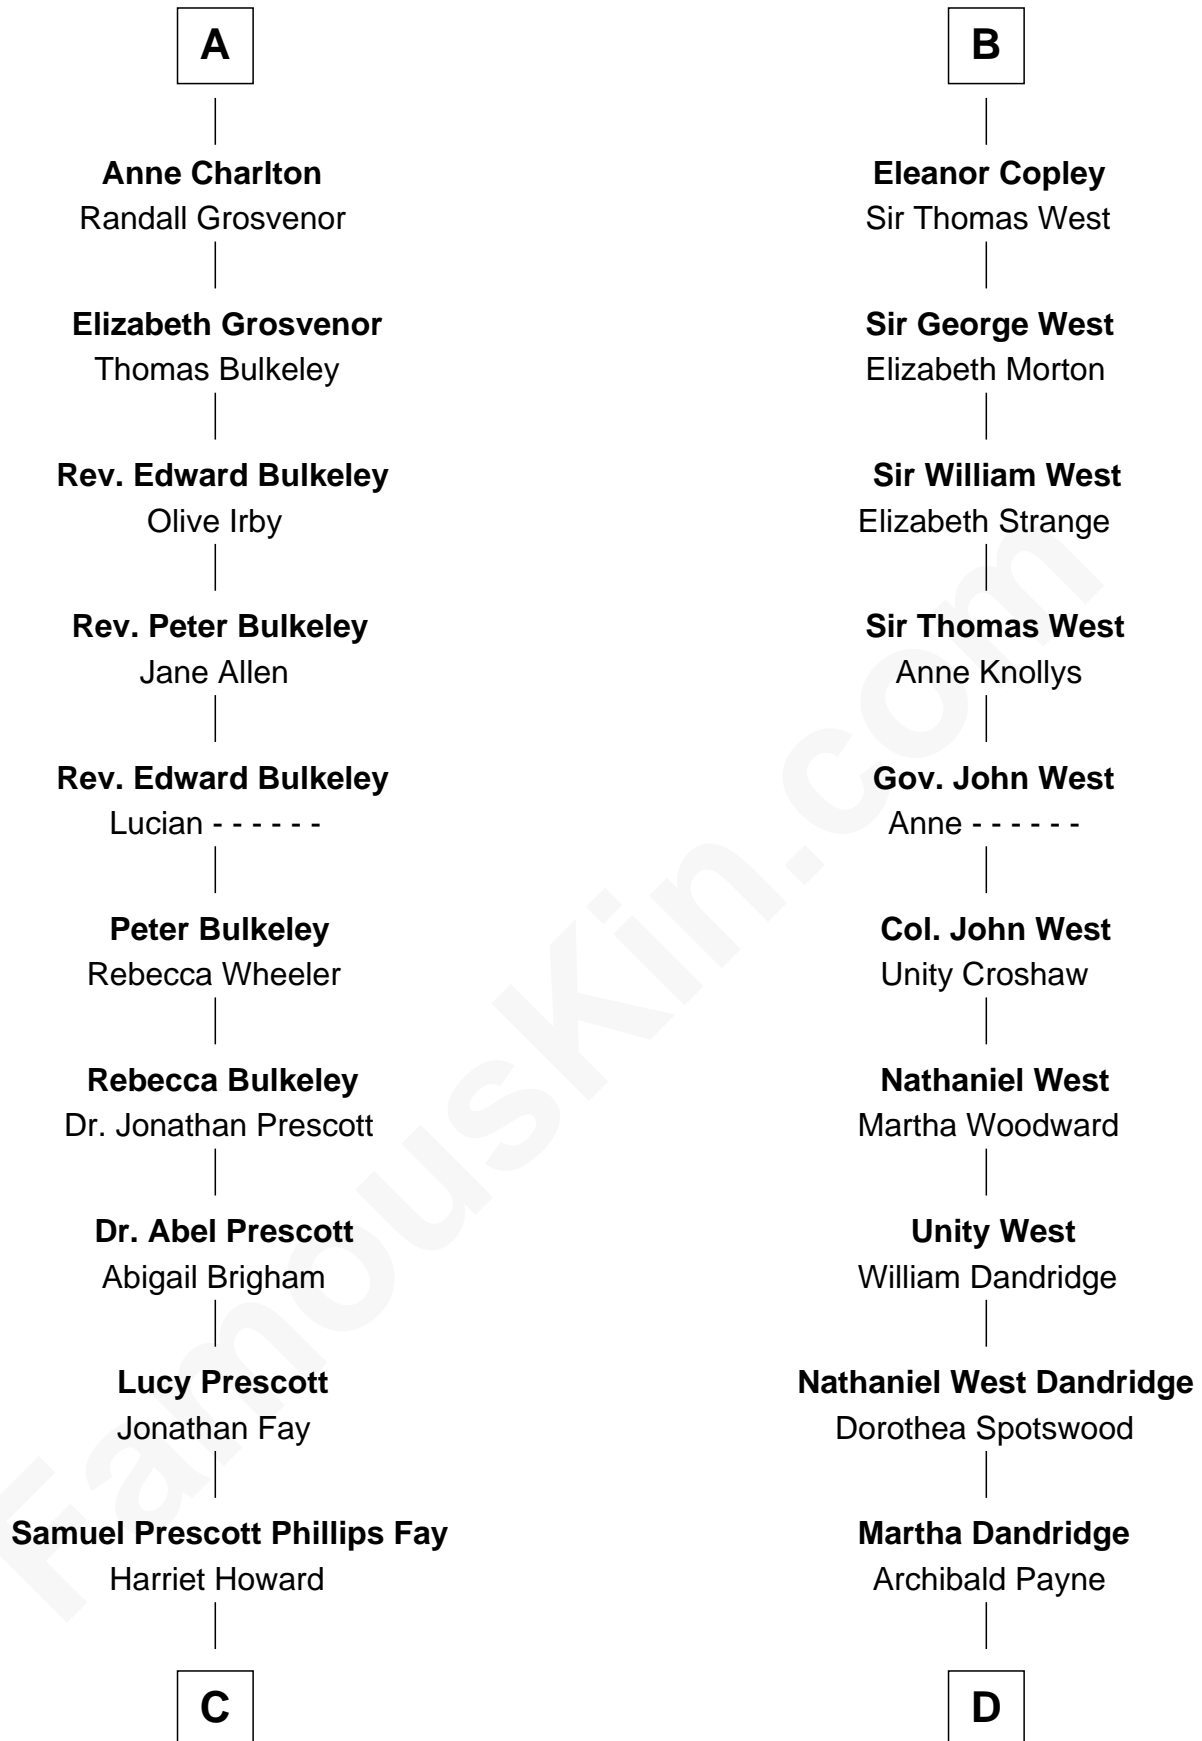 A
Anne Charlton
Randall Grosvenor
Elizabeth Grosvenor
Thomas Bulkeley
Rev. Edward Bulkeley
Olive Irby
Rev. Peter Bulkeley
Jane Allen
Rev. Edward Bulkeley
Lucian - - - - - -
Peter Bulkeley
Rebecca Wheeler
Rebecca Bulkeley
Dr. Jonathan Prescott
Dr. Abel Prescott
Abigail Brigham
Lucy Prescott
Jonathan Fay
Samuel Prescott Phillips Fay
Harriet Howard
C
B
Eleanor Copley
Sir Thomas West
Sir George West
Elizabeth Morton
Sir William West
Elizabeth Strange
Sir Thomas West
Anne Knollys
Gov. John West
Anne - - - - - -
Col. John West
Unity Croshaw
Nathaniel West
Martha Woodward
Unity West
William Dandridge
Nathaniel West Dandridge
Dorothea Spotswood
Martha Dandridge
Archibald Payne
D
FamousKin.com